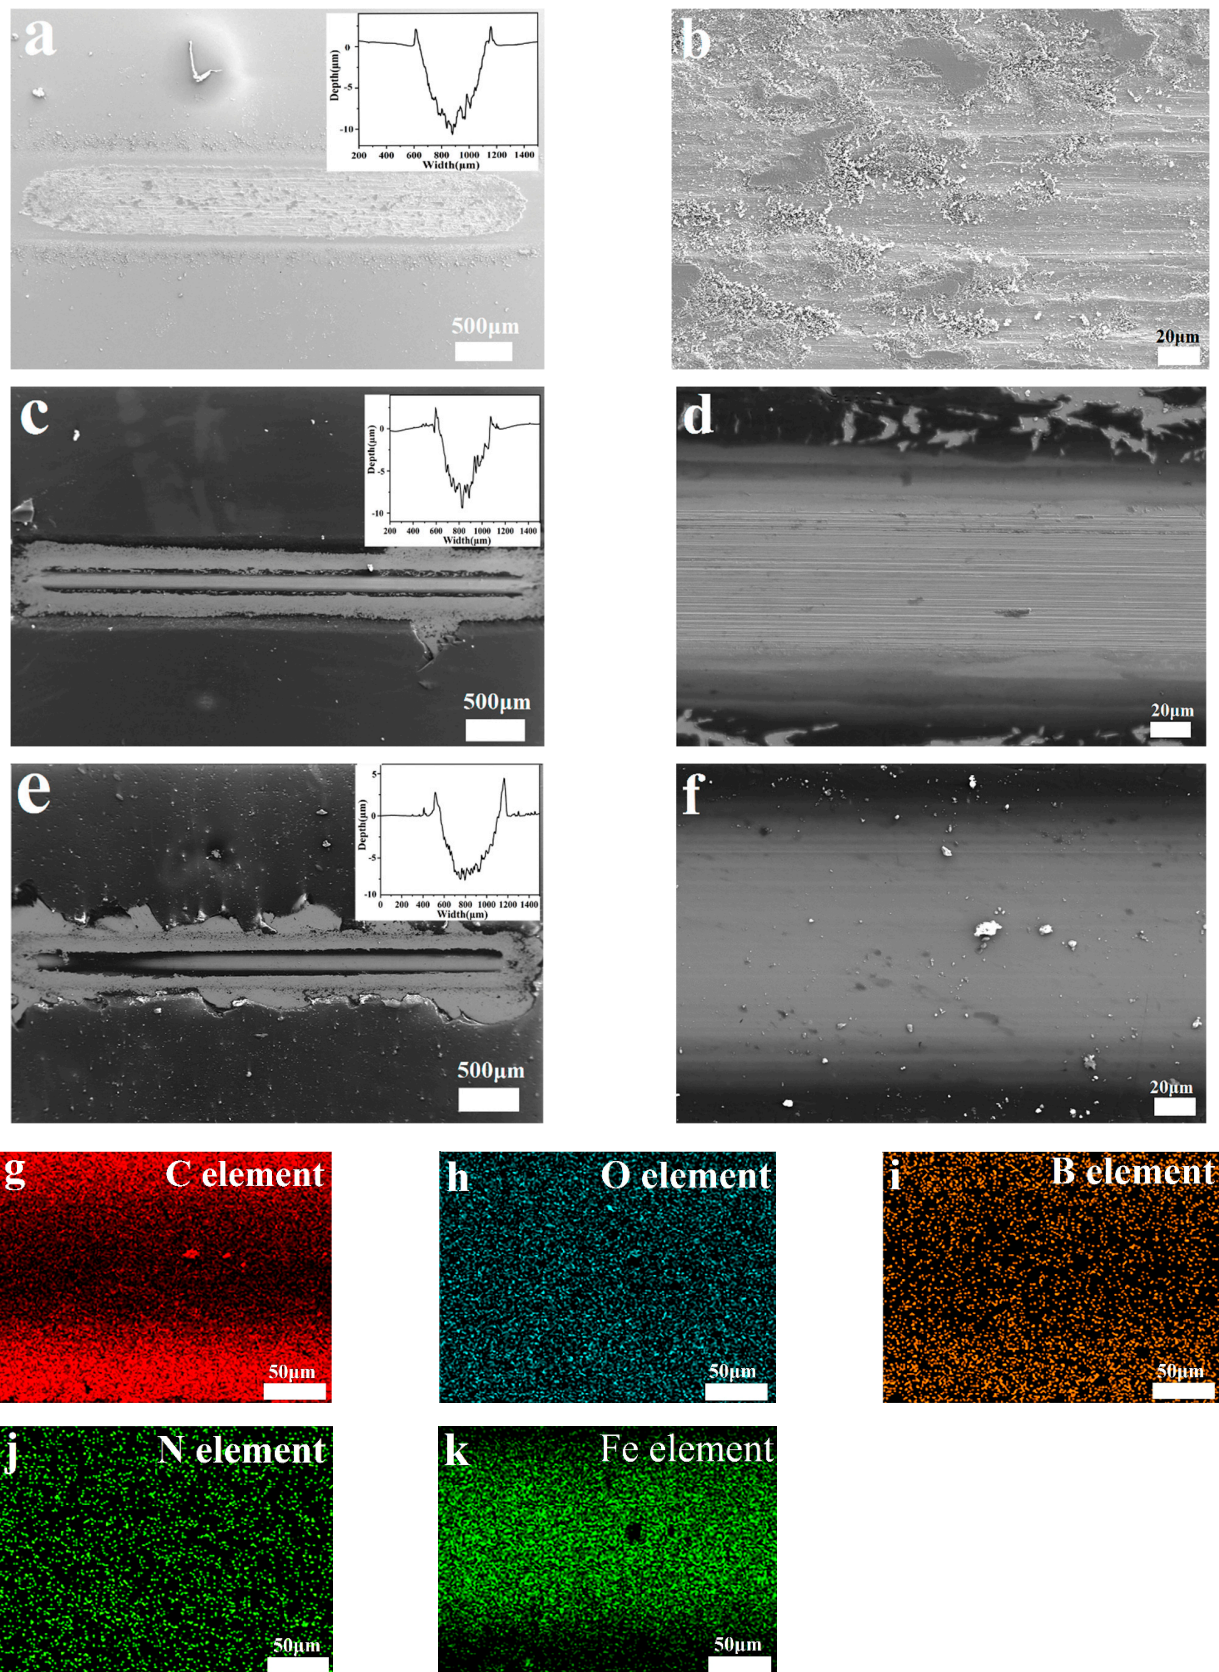 a
Depth(μm)
0
-5
-10
200 400 600 800 1000 1200 1400
Width(μm)
500μm
b
20μm
c
Depth(μm)
5
0
-5
-10
200 400 600 800 1000 1200 1400
Width(μm)
500μm
d
20μm
e
Depth(μm)
5
0
-5
-10
0 200 400 600 800 1000 1200 1400
Width(μm)
500μm
f
20μm
g
C element
50μm
h
O element
50μm
i
B element
50μm
j
N element
50μm
k
Fe element
50μm